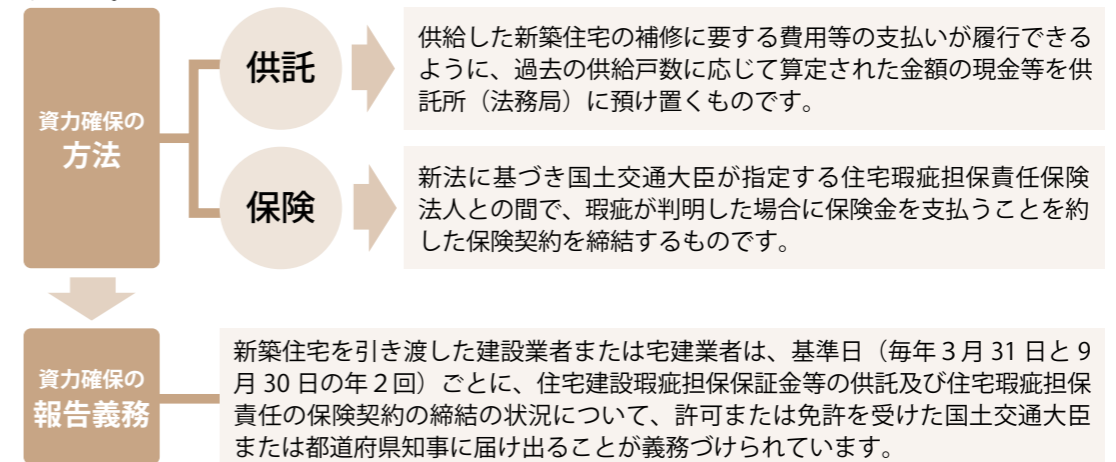 資力確保の
方法
供託
供給した新築住宅の補修に要する費用等の支払いが履行できる
ように、過去の供給戸数に応じて算定された金額の現金等を供
託所（法務局）に預け置くものです。
保険
新法に基づき国土交通大臣が指定する住宅瑕疵担保責任保険
法人との間で、瑕疵が判明した場合に保険金を支払うことを約
した保険契約を締結するものです。
資力確保の
報告義務
新築住宅を引き渡した建設業者または宅建業者は、基準日（毎年３月 31 日と 9
月 30 日の年２回）ごとに、住宅建設瑕疵担保保証金等の供託及び住宅瑕疵担保
責任の保険契約の締結の状況について、許可または免許を受けた国土交通大臣
または都道府県知事に届け出ることが義務づけられています。